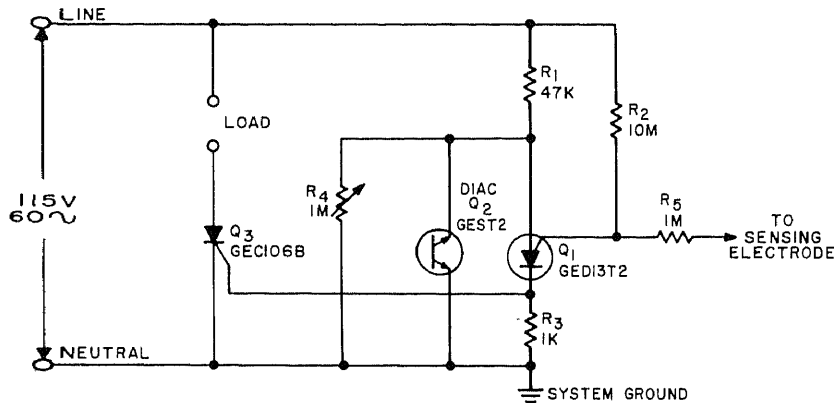 LINE
R1
47K
R2
10M
LOAD
115V
60~
R4
1M
DIAC
Q2
GEST2
R5
1M
TO
SENSING
ELECTRODE
Q3
GEC106B
Q1
GED13T2
R3
1K
NEUTRAL
SYSTEM GROUND